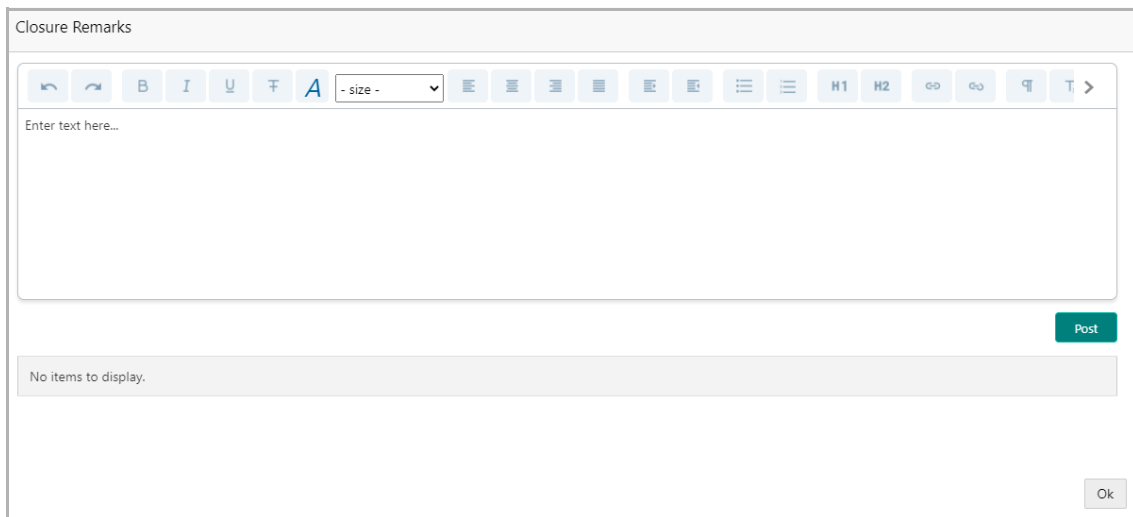 Closure Remarks
B I U T A - size - H1 H2 ¶ T
Enter text here...
Post
No items to display.
Ok